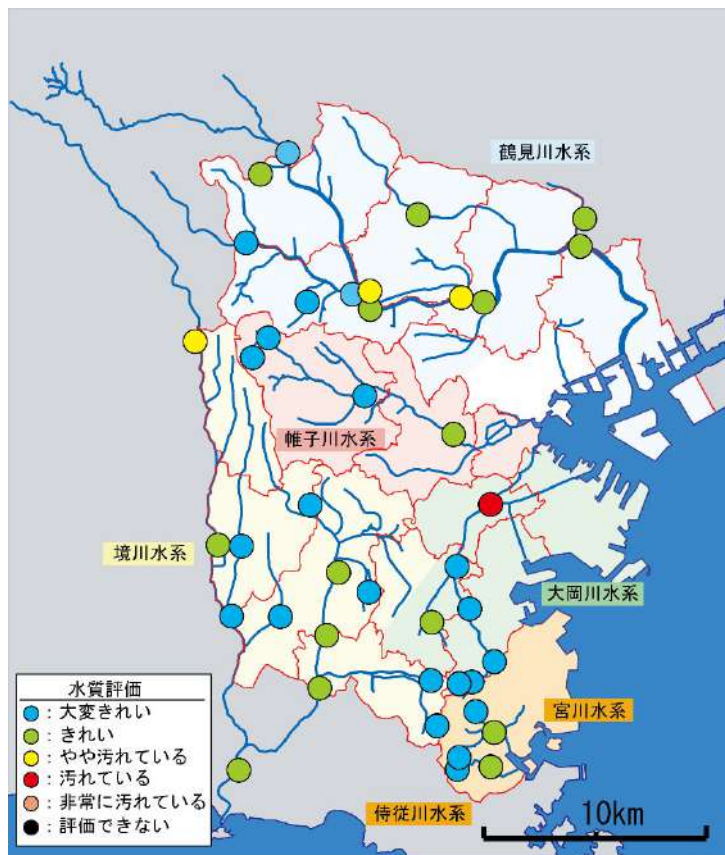 鶴見川水系
帷子川水系
境川水系
大岡川水系
宮川水系
侍従川水系
水質評価
：大変きれい
：きれい
：やや汚れている
：汚れている
：非常に汚れている
：評価できない
10km